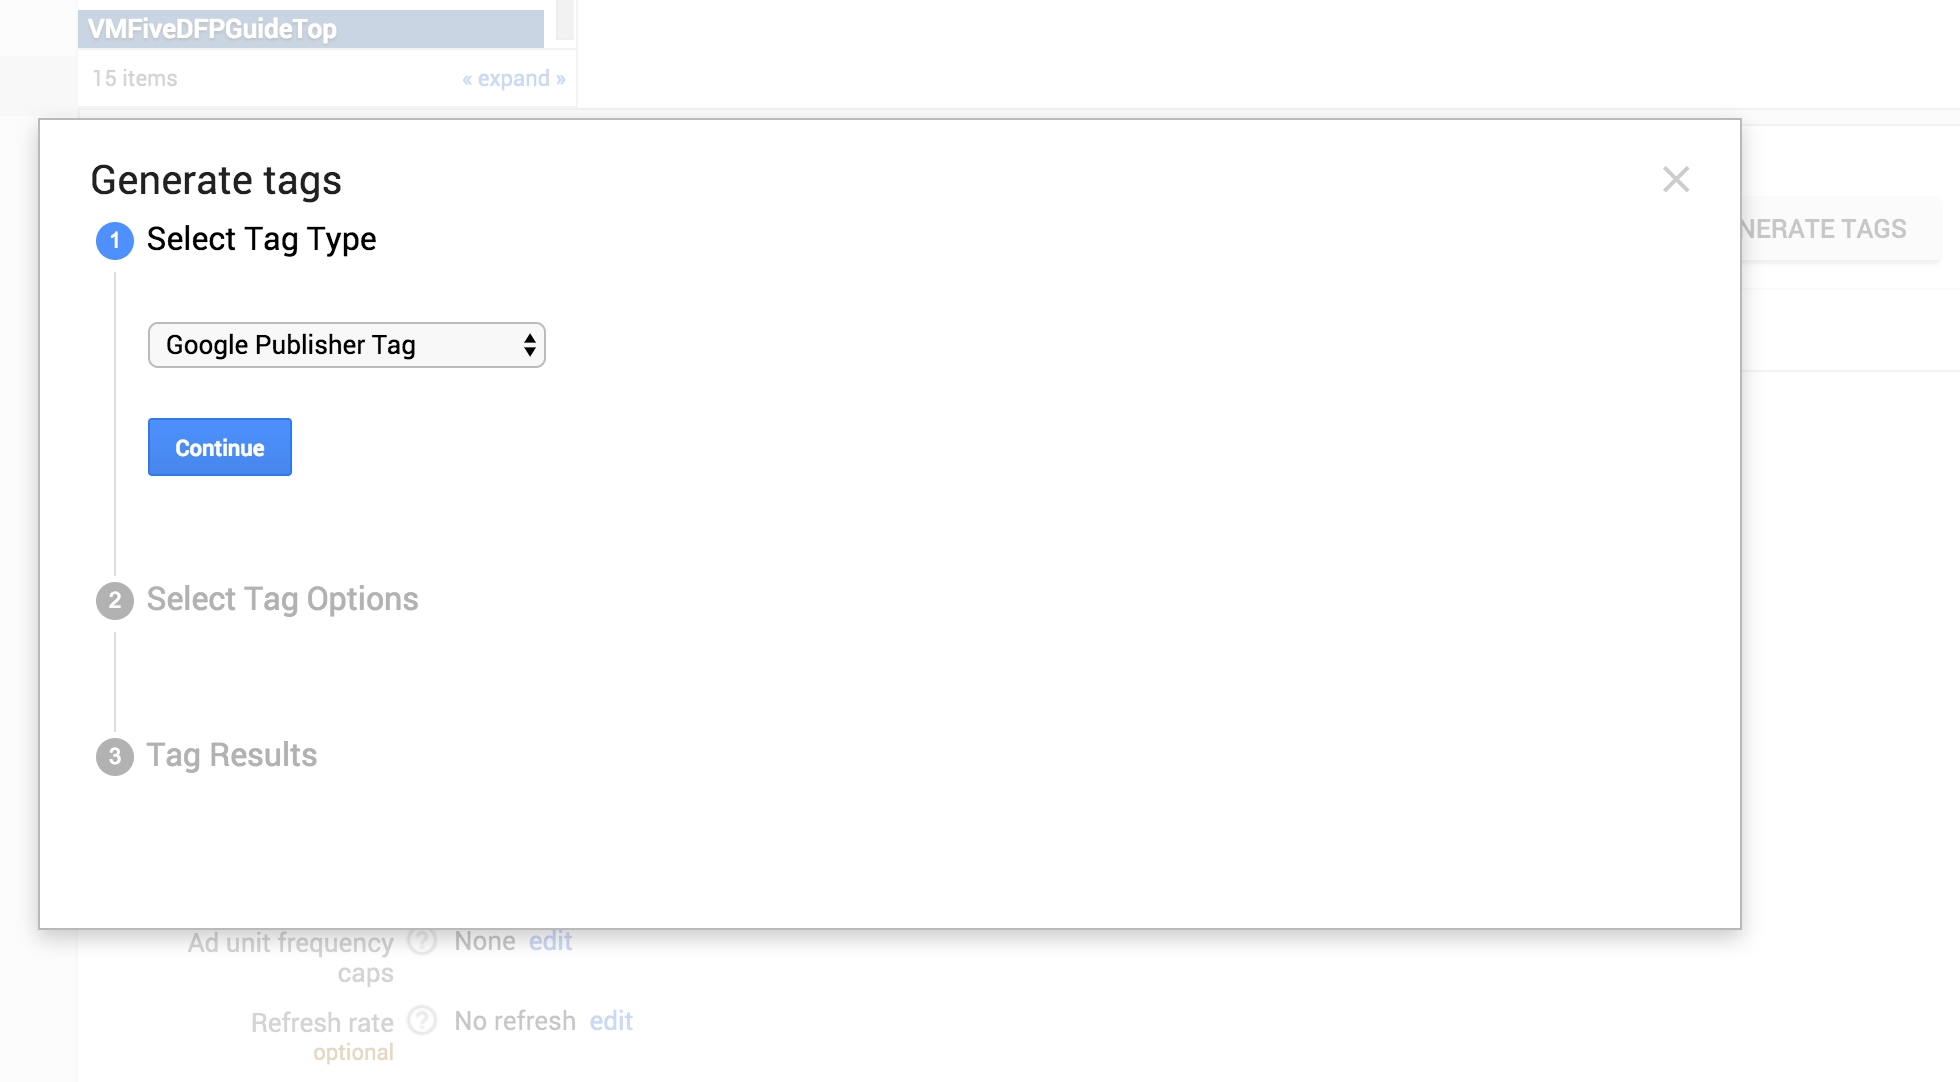 VMFiveDFPGuideTop
15 items
« expand »
Generate tags
1 Select Tag Type
NERATE TAGS
Google Publisher Tag
Continue
2 Select Tag Options
3 Tag Results
Ad unit frequency caps ? None edit
Refresh rate ? No refresh edit
optional